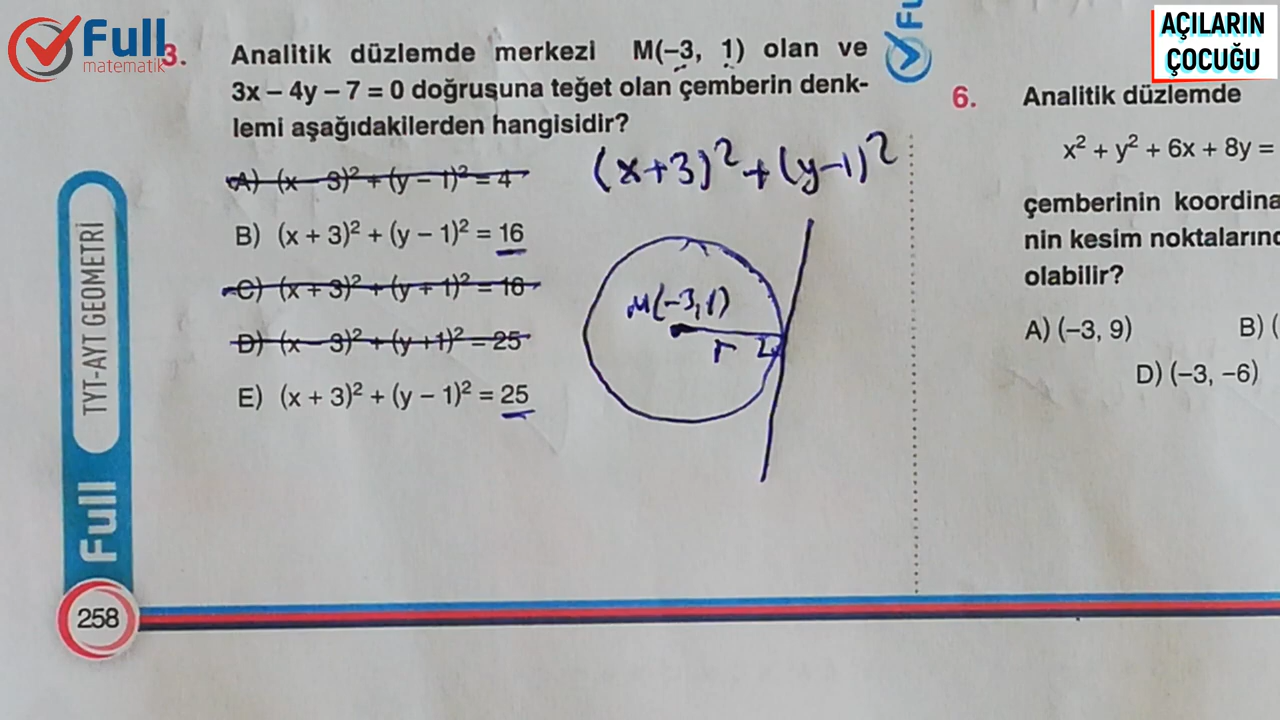 Full
matematik
3. Analitik düzlemde merkezi M(−3, 1) olan ve
3x − 4y − 7 = 0 doğrusuna teğet olan çemberin denk-
lemi aşağıdakilerden hangisidir?
A) (x − 3)² + (y − 1)² = 4
B) (x + 3)² + (y − 1)² = 16
C) (x + 3)² + (y + 1)² = 16
D) (x − 3)² + (y + 1)² = 25
E) (x + 3)² + (y − 1)² = 25
(x+3)² + (y−1)²
M(−3,1)
r
Fu
AÇILARIN
ÇOCUĞU
6. Analitik düzlemde
x² + y² + 6x + 8y =
çemberinin koordina
nin kesim noktalarınd
olabilir?
A) (−3, 9) B) (
D) (−3, −6)
TYT-AYT GEOMETRİ
Full
258